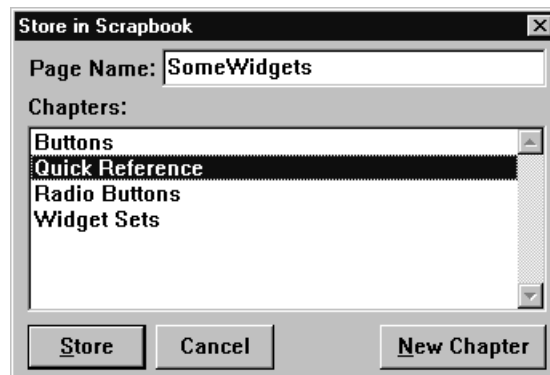 Store in Scrapbook
Page Name: SomeWidgets
Chapters:
Buttons
Quick Reference
Radio Buttons
Widget Sets
Store Cancel New Chapter